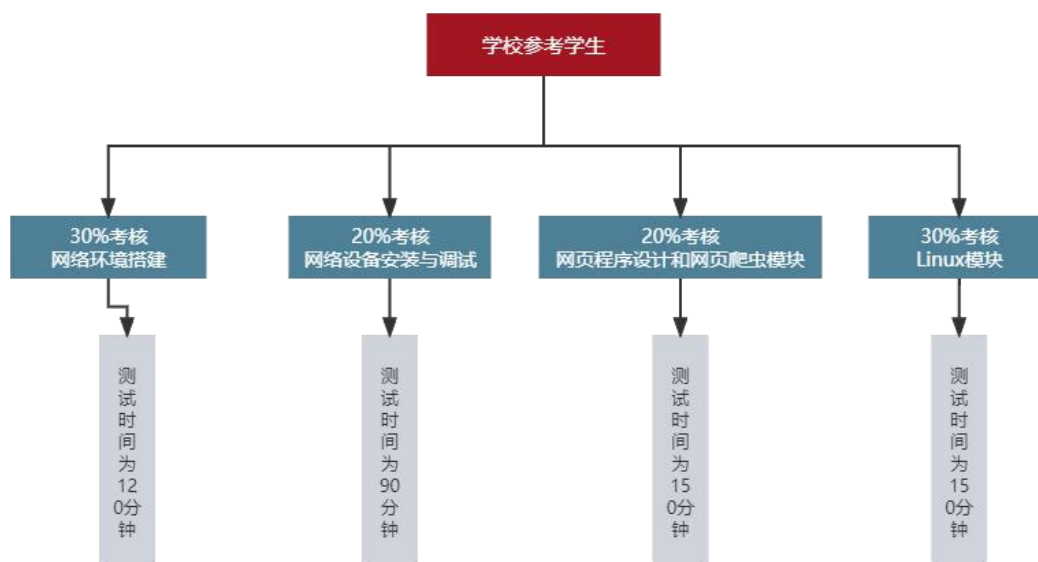 学校参考学生
30%考核
网络环境搭建
20%考核
网络设备安装与调试
20%考核
网页程序设计和网页爬虫模块
30%考核
Linux模块
测
试
时
间
为
12
0分
钟
测
试
时
间
为
90
分
钟
测
试
时
间
为
15
0分
钟
测
试
时
间
为
15
0分
钟